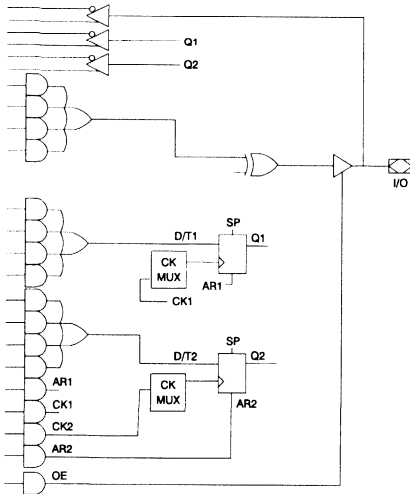 Q1
Q2
I/O
SP
D/T1
Q1
CK
MUX
AR1
CK1
SP
D/T2
Q2
AR1
CK
MUX
CK1
AR2
CK2
AR2
OE